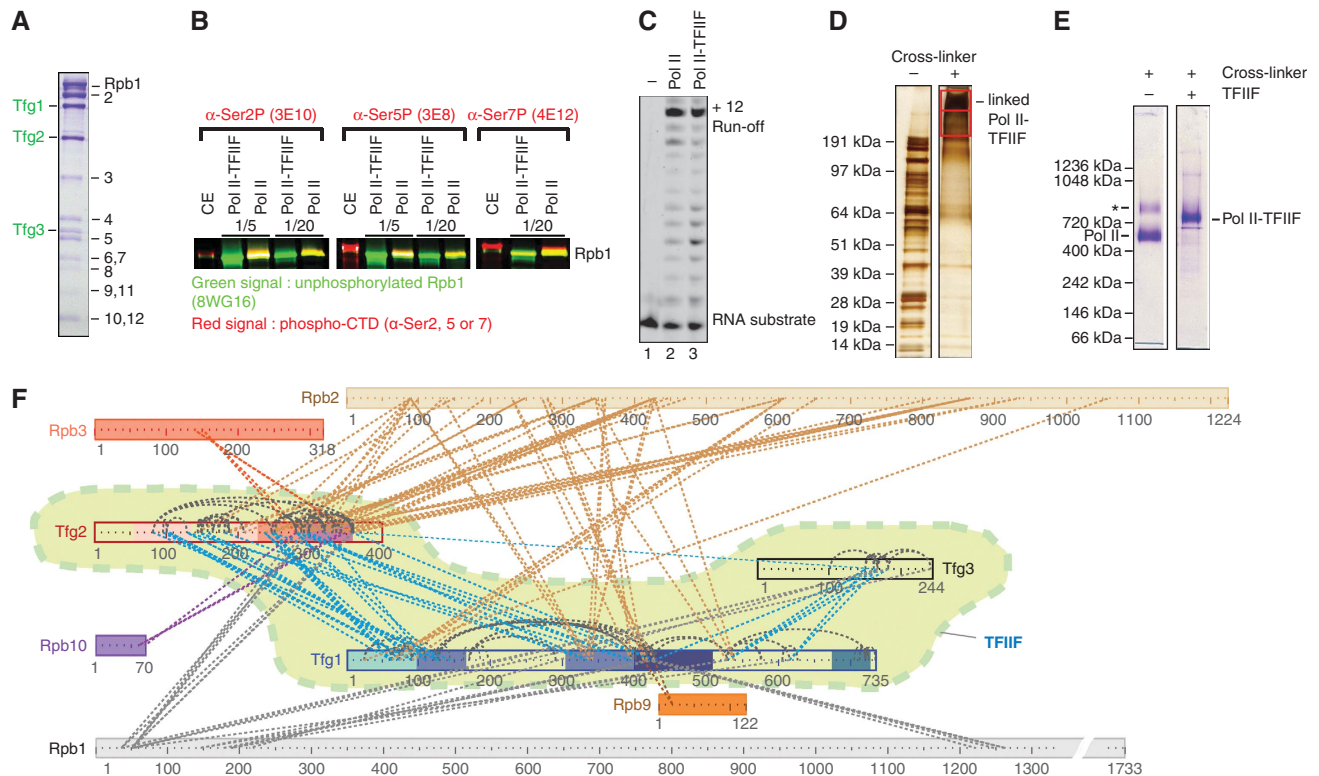 A
Rpb1
2
Tfg1
Tfg2
3
4
Tfg3
5
6,7
8
9,11
10,12
B
α-Ser2P (3E10)
α-Ser5P (3E8)
α-Ser7P (4E12)
CE
Pol II-TFIIF
Pol II
Pol II-TFIIF
Pol II
CE
Pol II-TFIIF
Pol II
Pol II-TFIIF
Pol II
CE
Pol II-TFIIF
Pol II
1/5
1/20
1/5
1/20
1/20
Rpb1
Green signal : unphosphorylated Rpb1
(8WG16)
Red signal : phospho-CTD (α-Ser2, 5 or 7)
C
–
Pol II
Pol II-TFIIF
+ 12
Run-off
RNA substrate
1 2 3
D
Cross-linker
– +
linked
Pol II-
TFIIF
191 kDa
97 kDa
64 kDa
51 kDa
39 kDa
28 kDa
19 kDa
14 kDa
E
+ + Cross-linker
– + TFIIF
1236 kDa
1048 kDa
*
720 kDa
Pol II
400 kDa
242 kDa
146 kDa
66 kDa
Pol II-TFIIF
F
Rpb2
1 100 200 300 400 500 600 700 800 900 1000 1100 1224
Rpb3
1 100 200 318
Tfg2
1 100 200 300 400
Tfg3
1 100 244
Rpb10
1 70
Tfg1
1 100 200 300 400 500 600 735
TFIIF
Rpb9
1 122
Rpb1
1 100 200 300 400 500 600 700 800 900 1000 1100 1200 1300 1733